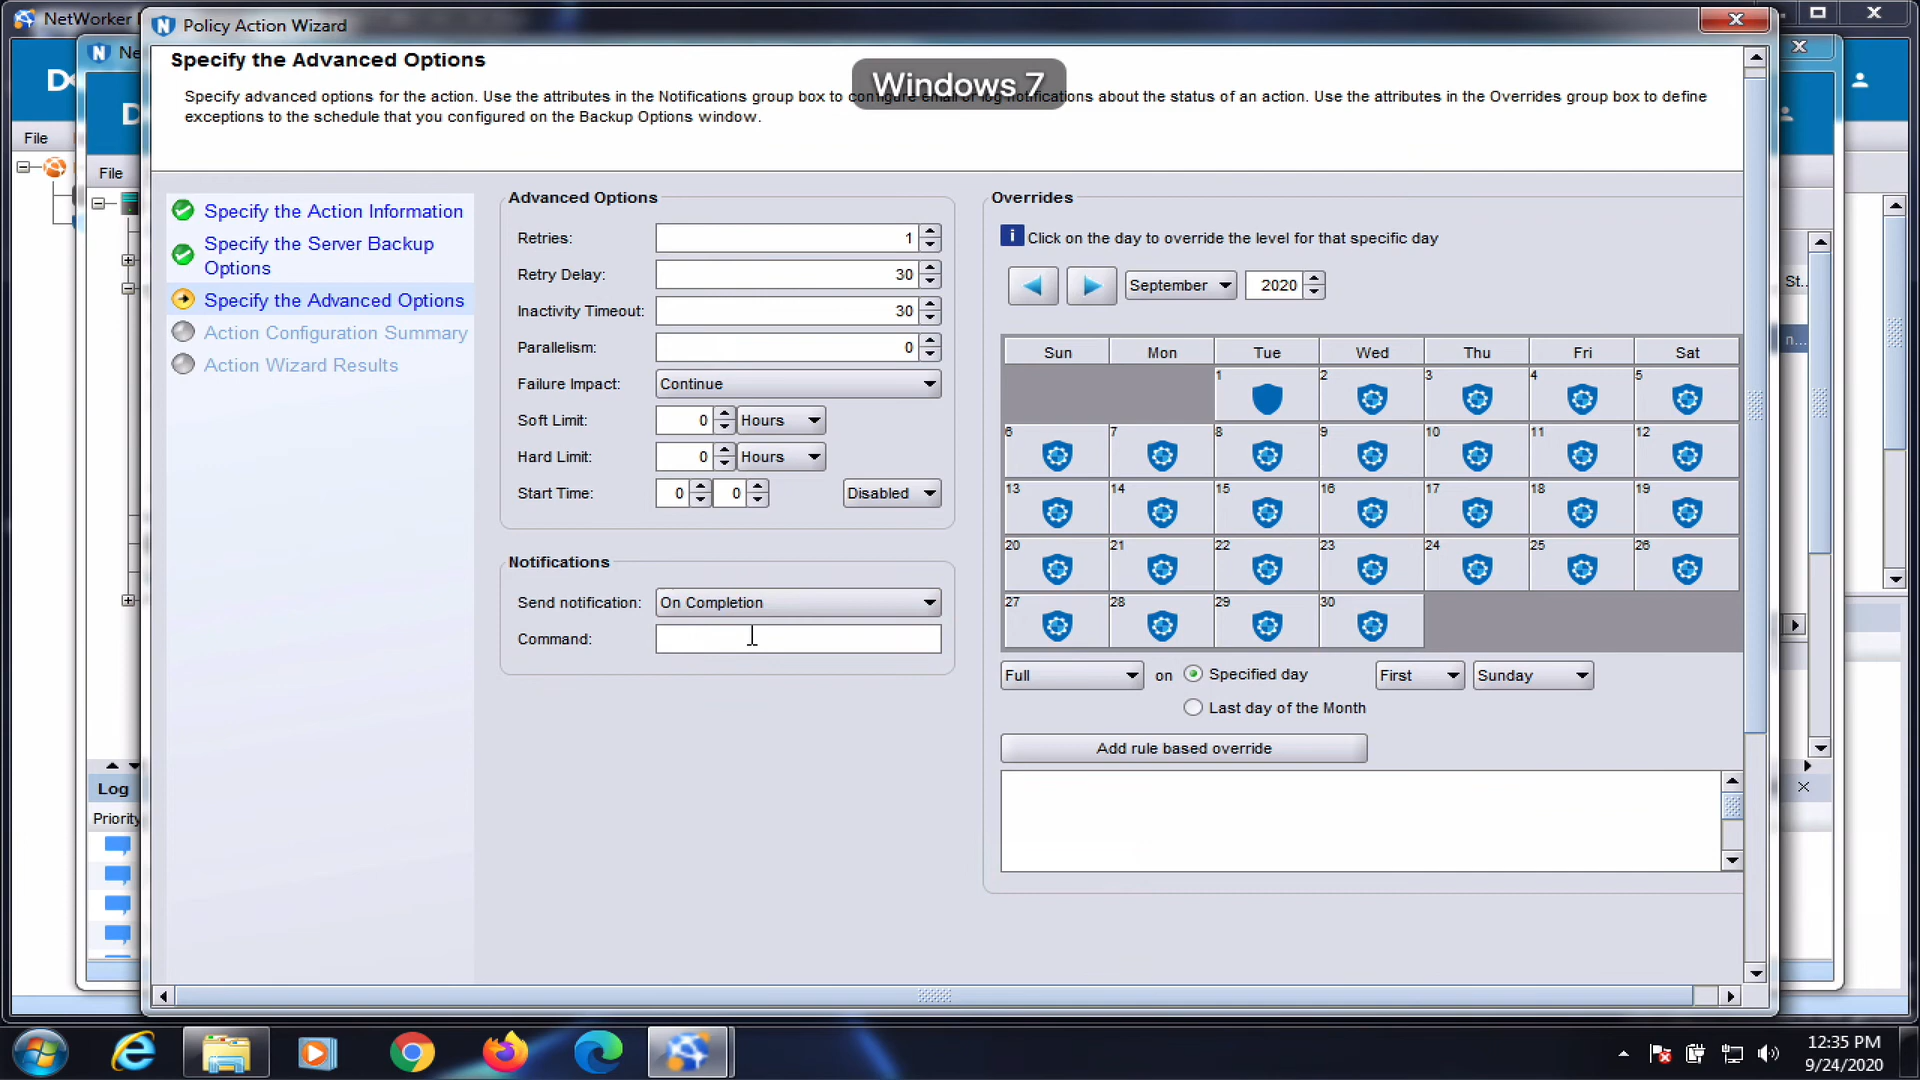 NetWorker
Policy Action Wizard
Ne
File
File
Specify the Advanced Options
Windows 7
Specify advanced options for the action. Use the attributes in the Notifications group box to configure email or log notifications about the status of an action. Use the attributes in the Overrides group box to define
exceptions to the schedule that you configured on the Backup Options window.
Specify the Action Information
Specify the Server Backup
Options
Specify the Advanced Options
Action Configuration Summary
Action Wizard Results
Advanced Options
Retries: 1
Retry Delay: 30
Inactivity Timeout: 30
Parallelism: 0
Failure Impact: Continue
Soft Limit: 0 Hours
Hard Limit: 0 Hours
Start Time: 0 0 Disabled
Notifications
Send notification: On Completion
Command:
Overrides
i Click on the day to override the level for that specific day
September 2020
Sun Mon Tue Wed Thu Fri Sat
1 2 3 4 5
6 7 8 9 10 11 12
13 14 15 16 17 18 19
20 21 22 23 24 25 26
27 28 29 30
Full on Specified day First Sunday
Last day of the Month
Add rule based override
St...
n...
Log
Priority
12:35 PM
9/24/2020